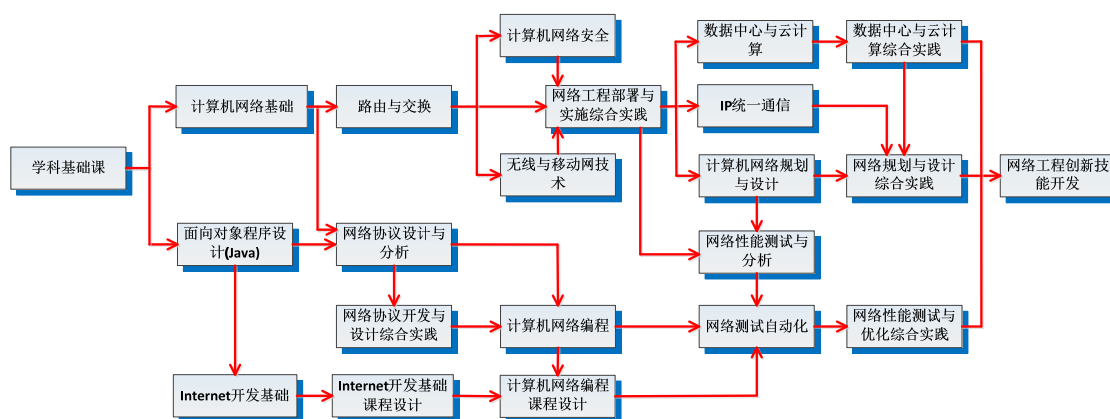 计算机网络安全
数据中心与云计
算
数据中心与云计
算综合实践
计算机网络基础
路由与交换
网络工程部署与
实施综合实践
IP统一通信
学科基础课
无线与移动网技
术
计算机网络规划
与设计
网络规划与设计
综合实践
网络工程创新技
能开发
面向对象程序设
计(Java)
网络协议设计与
分析
网络性能测试与
分析
网络协议开发与
设计综合实践
计算机网络编程
网络测试自动化
网络性能测试与
优化综合实践
Internet开发基础
Internet开发基础
课程设计
计算机网络编程
课程设计